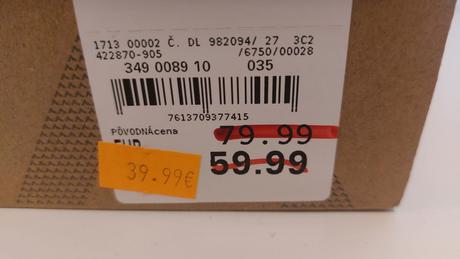 1713 00002 Č. DL 982094/ 27 3C2
422870-905 /6750/00028
349 0089 10 035
7613709377415
PÔVODNÁcena 79.99
EUR 59.99
39.99€